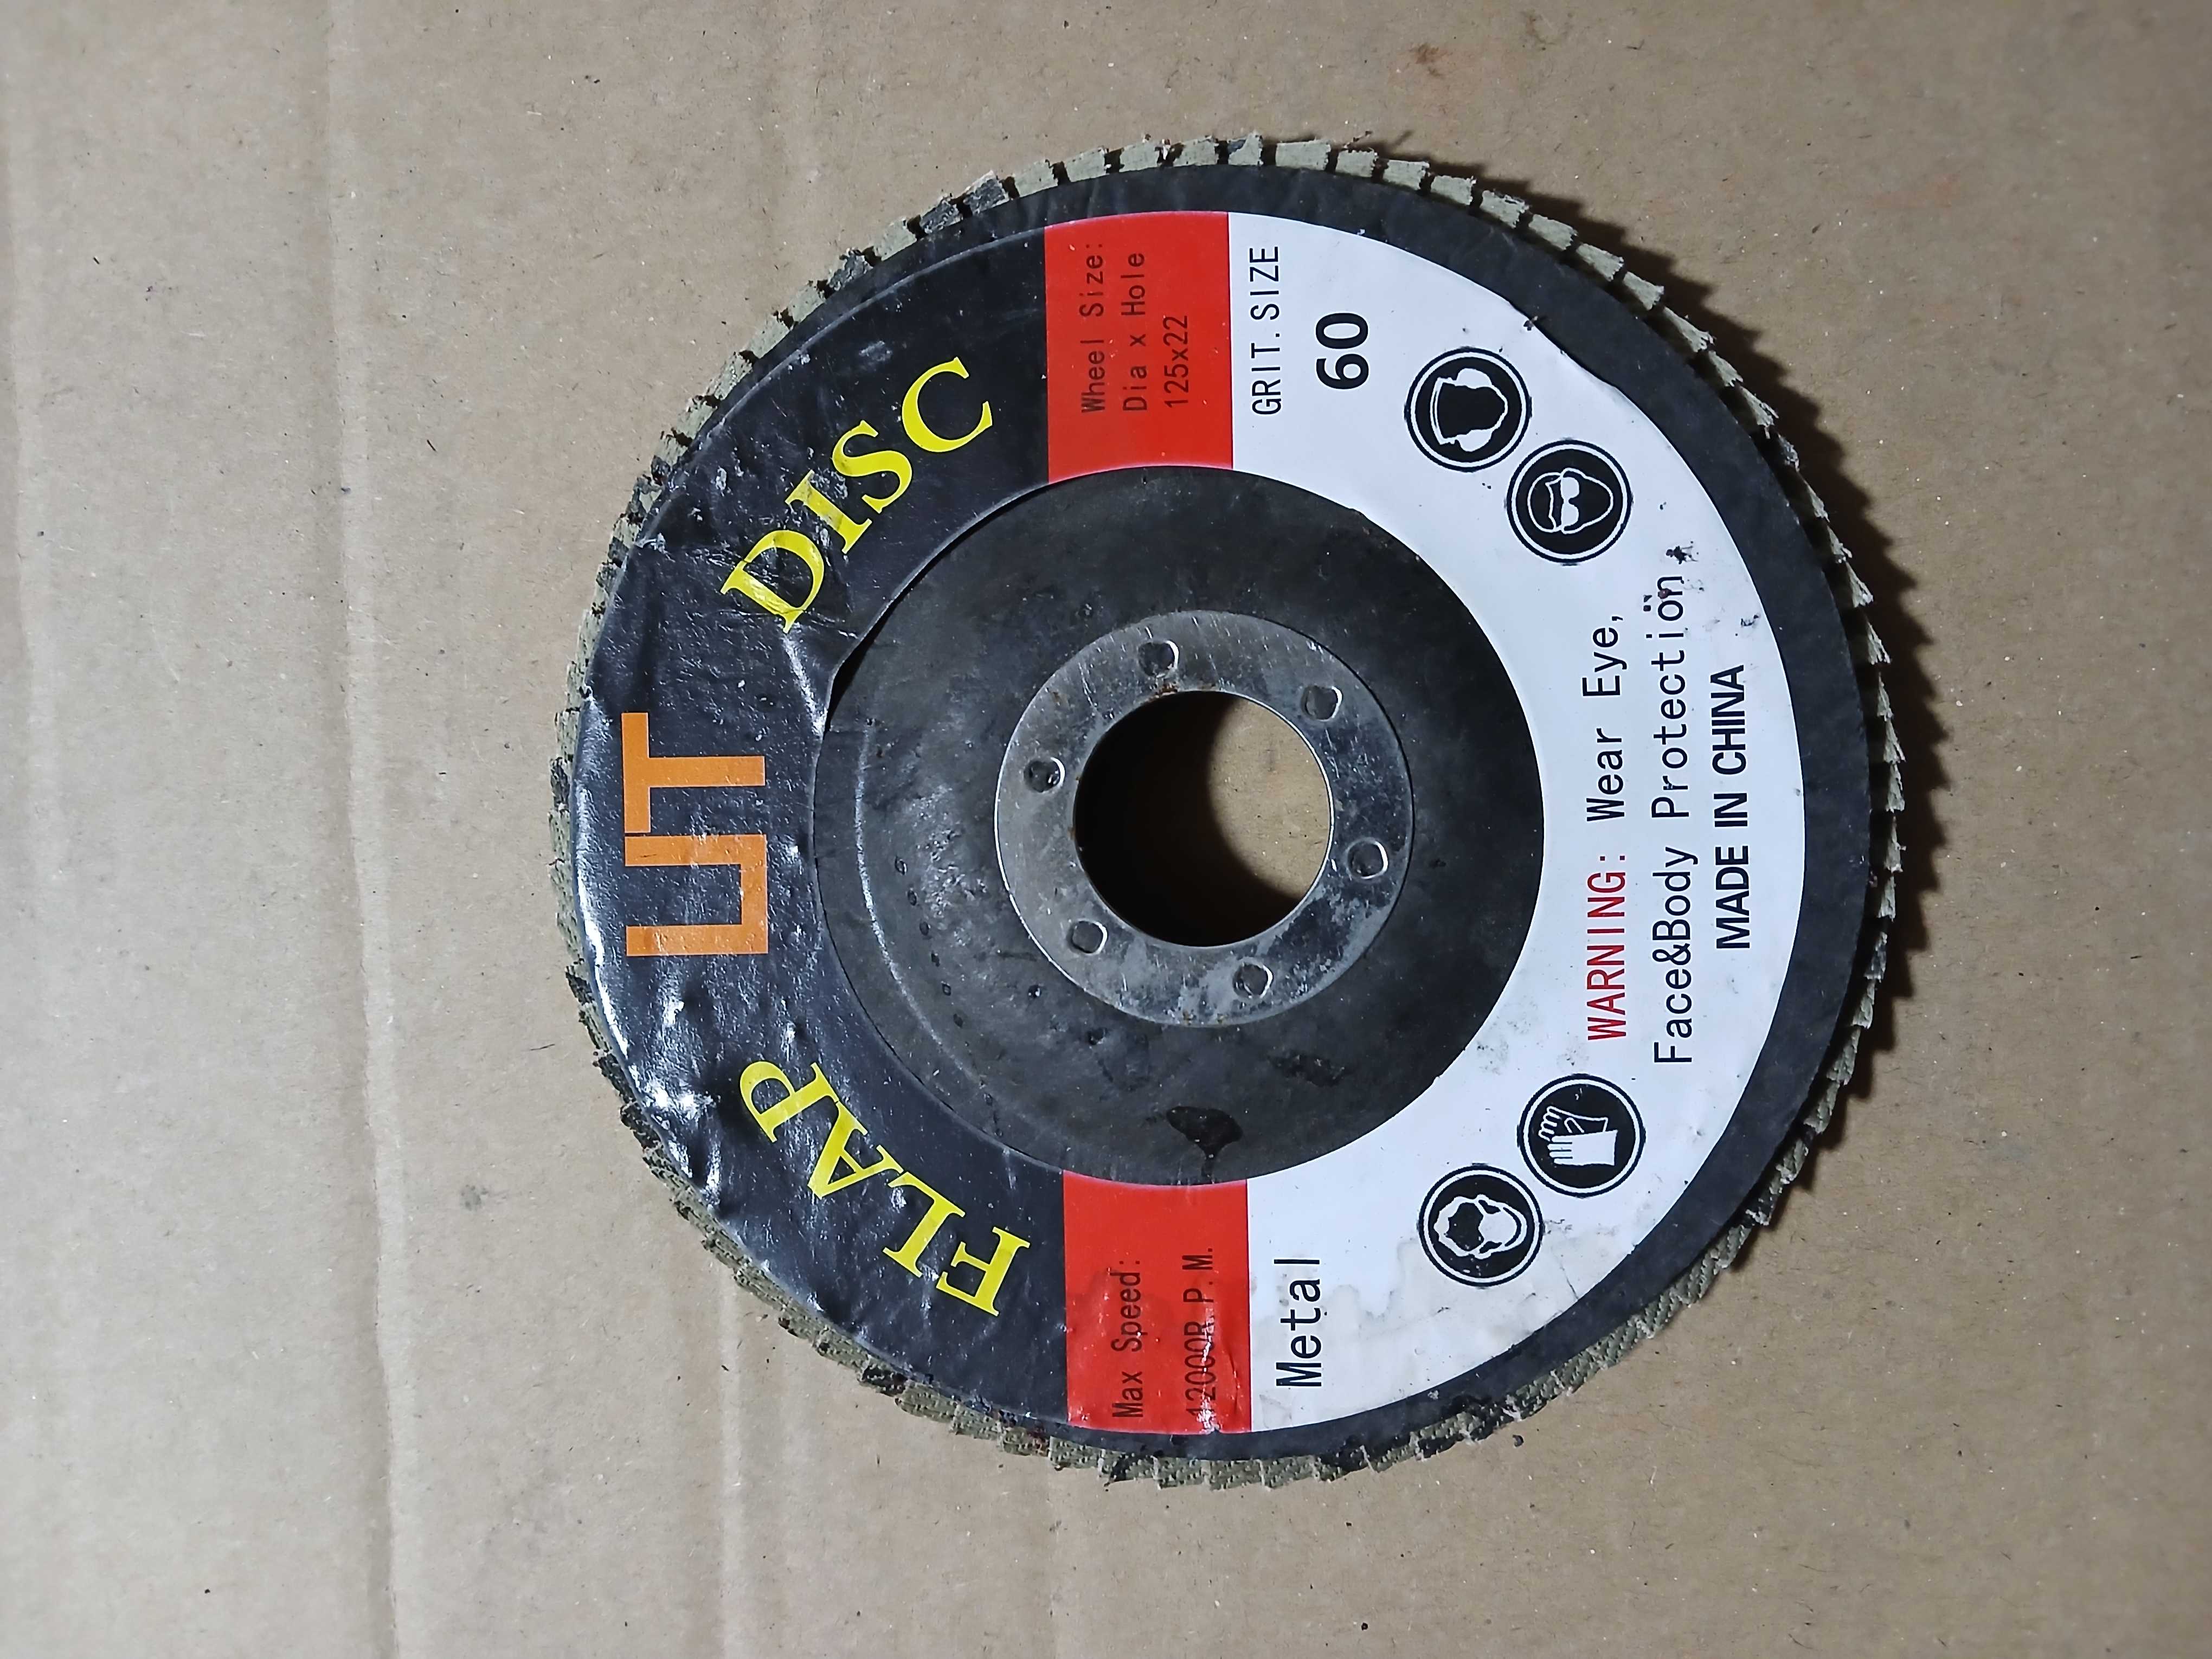 UT
FLAP DISC
Max Speed:
12000R.P.M.
Wheel Size:
Dia x Hole
125x22
Metal
GRIT.SIZE
60
WARNING: Wear Eye,
Face&Body Protection.
MADE IN CHINA